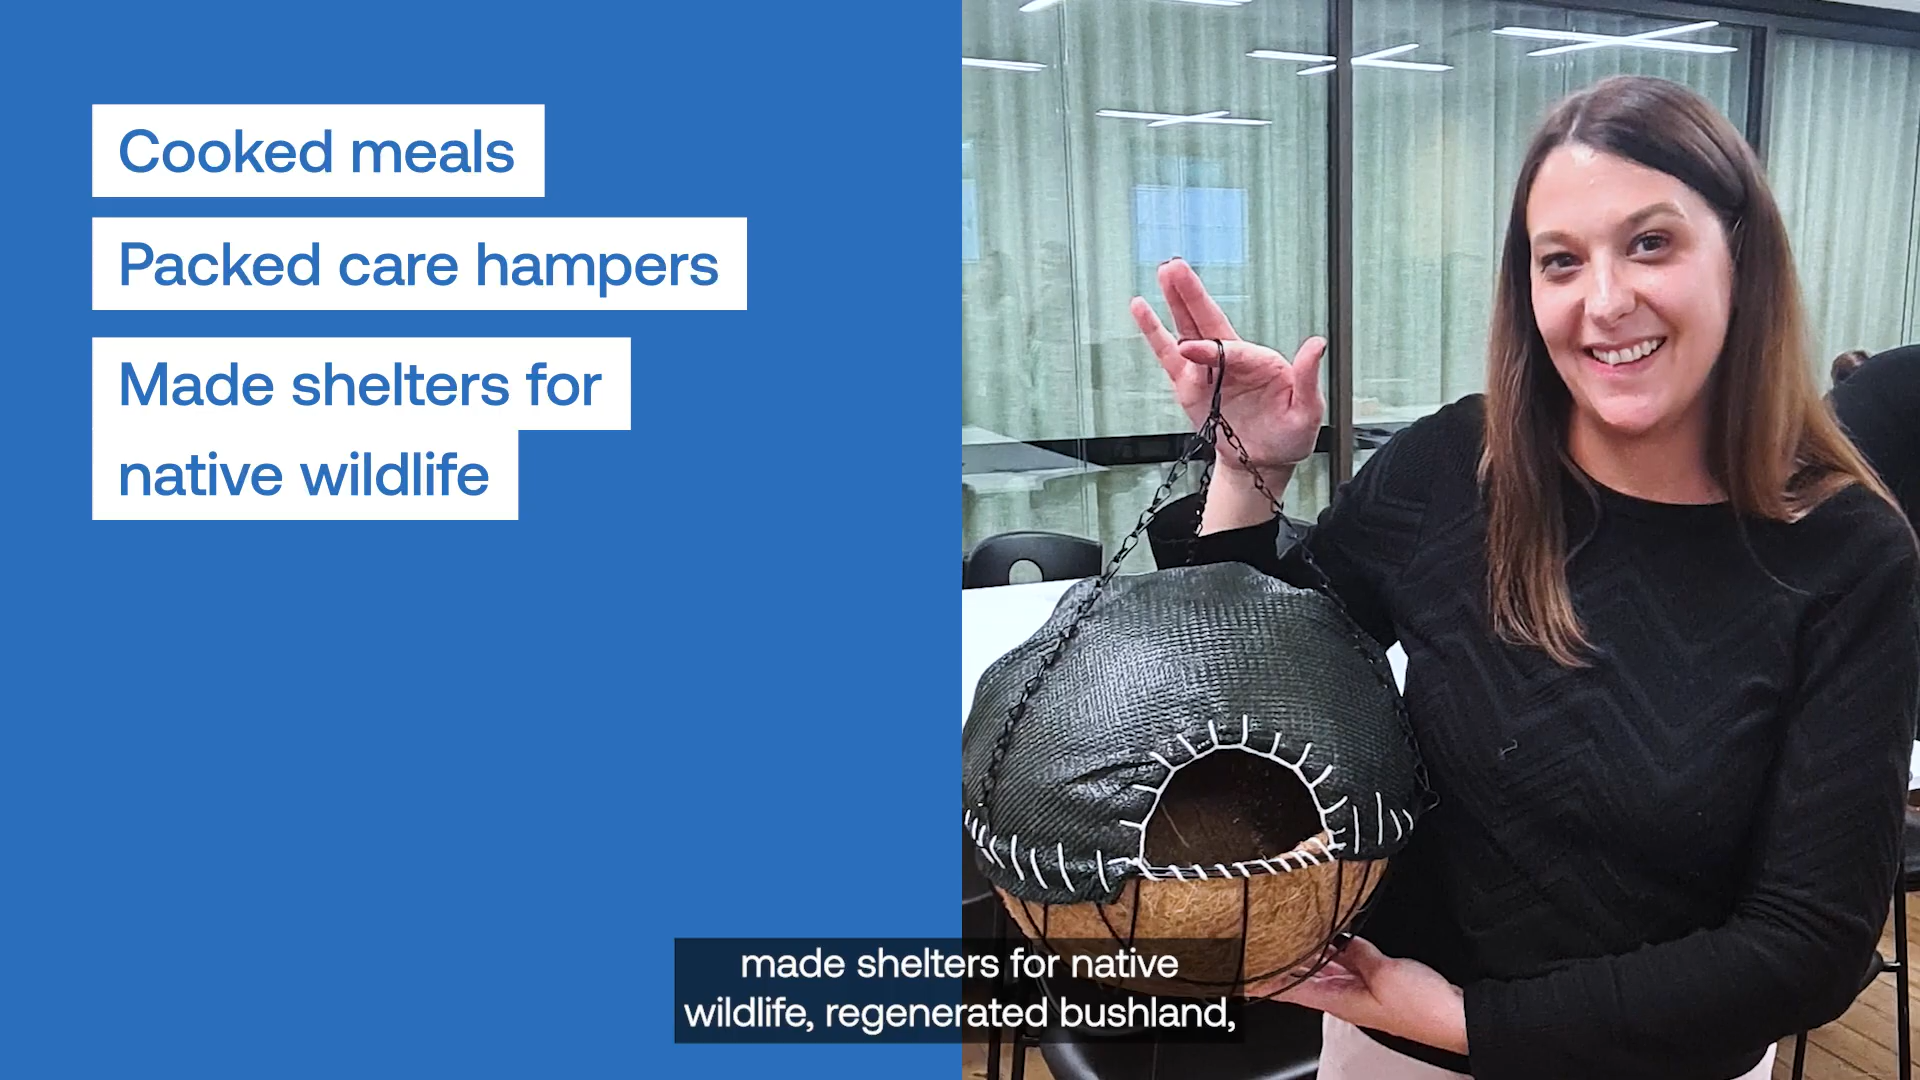 Cooked meals
Packed care hampers
Made shelters for
native wildlife
made shelters for native
wildlife, regenerated bushland,